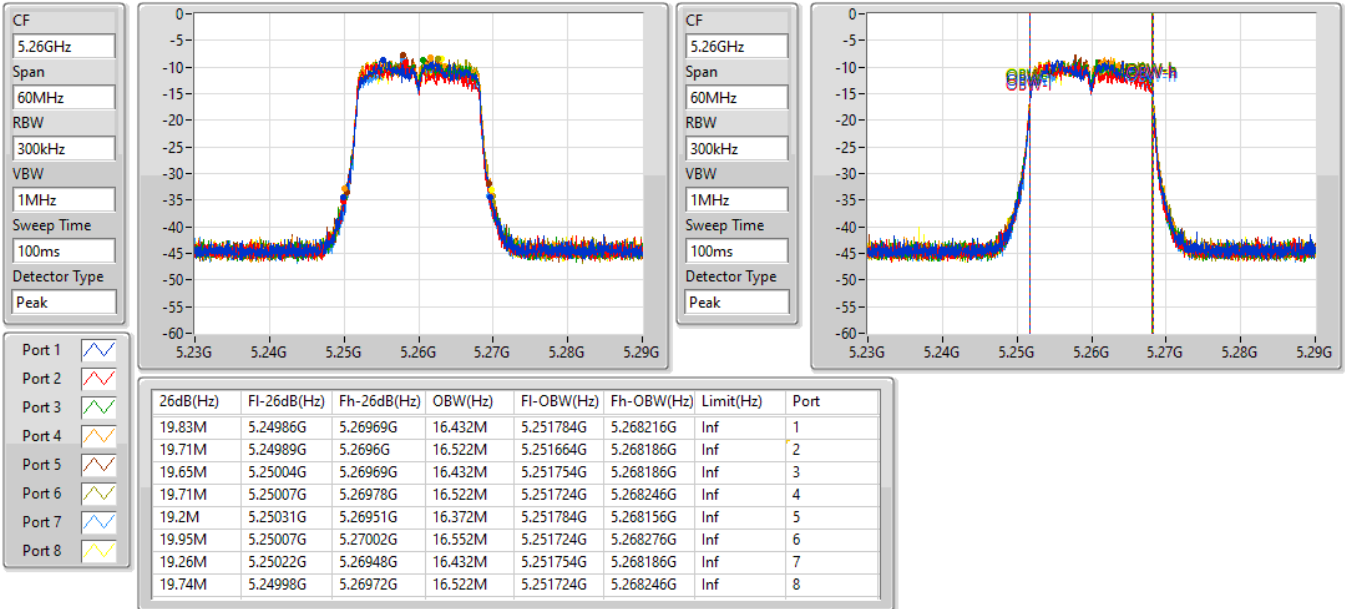 CF
5.26GHz
Span
60MHz
RBW
300kHz
VBW
1MHz
Sweep Time
100ms
Detector Type
Peak
0
-5
-10
-15
-20
-25
-30
-35
-40
-45
-50
-55
-60
5.23G 5.24G 5.25G 5.26G 5.27G 5.28G 5.29G
CF
5.26GHz
Span
60MHz
RBW
300kHz
VBW
1MHz
Sweep Time
100ms
Detector Type
Peak
0
-5
-10
-15
-20
-25
-30
-35
-40
-45
-50
-55
-60
5.23G 5.24G 5.25G 5.26G 5.27G 5.28G 5.29G
Port 1
Port 2
Port 3
Port 4
Port 5
Port 6
Port 7
Port 8
26dB(Hz) Fl-26dB(Hz) Fh-26dB(Hz) OBW(Hz) Fl-OBW(Hz) Fh-OBW(Hz) Limit(Hz) Port
19.83M 5.24986G 5.26969G 16.432M 5.251784G 5.268216G Inf 1
19.71M 5.24989G 5.2696G 16.522M 5.251664G 5.268186G Inf 2
19.65M 5.25004G 5.26969G 16.432M 5.251754G 5.268186G Inf 3
19.71M 5.25007G 5.26978G 16.522M 5.251724G 5.268246G Inf 4
19.2M 5.25031G 5.26951G 16.372M 5.251784G 5.268156G Inf 5
19.95M 5.25007G 5.27002G 16.552M 5.251724G 5.268276G Inf 6
19.26M 5.25022G 5.26948G 16.432M 5.251754G 5.268186G Inf 7
19.74M 5.24998G 5.26972G 16.522M 5.251724G 5.268246G Inf 8